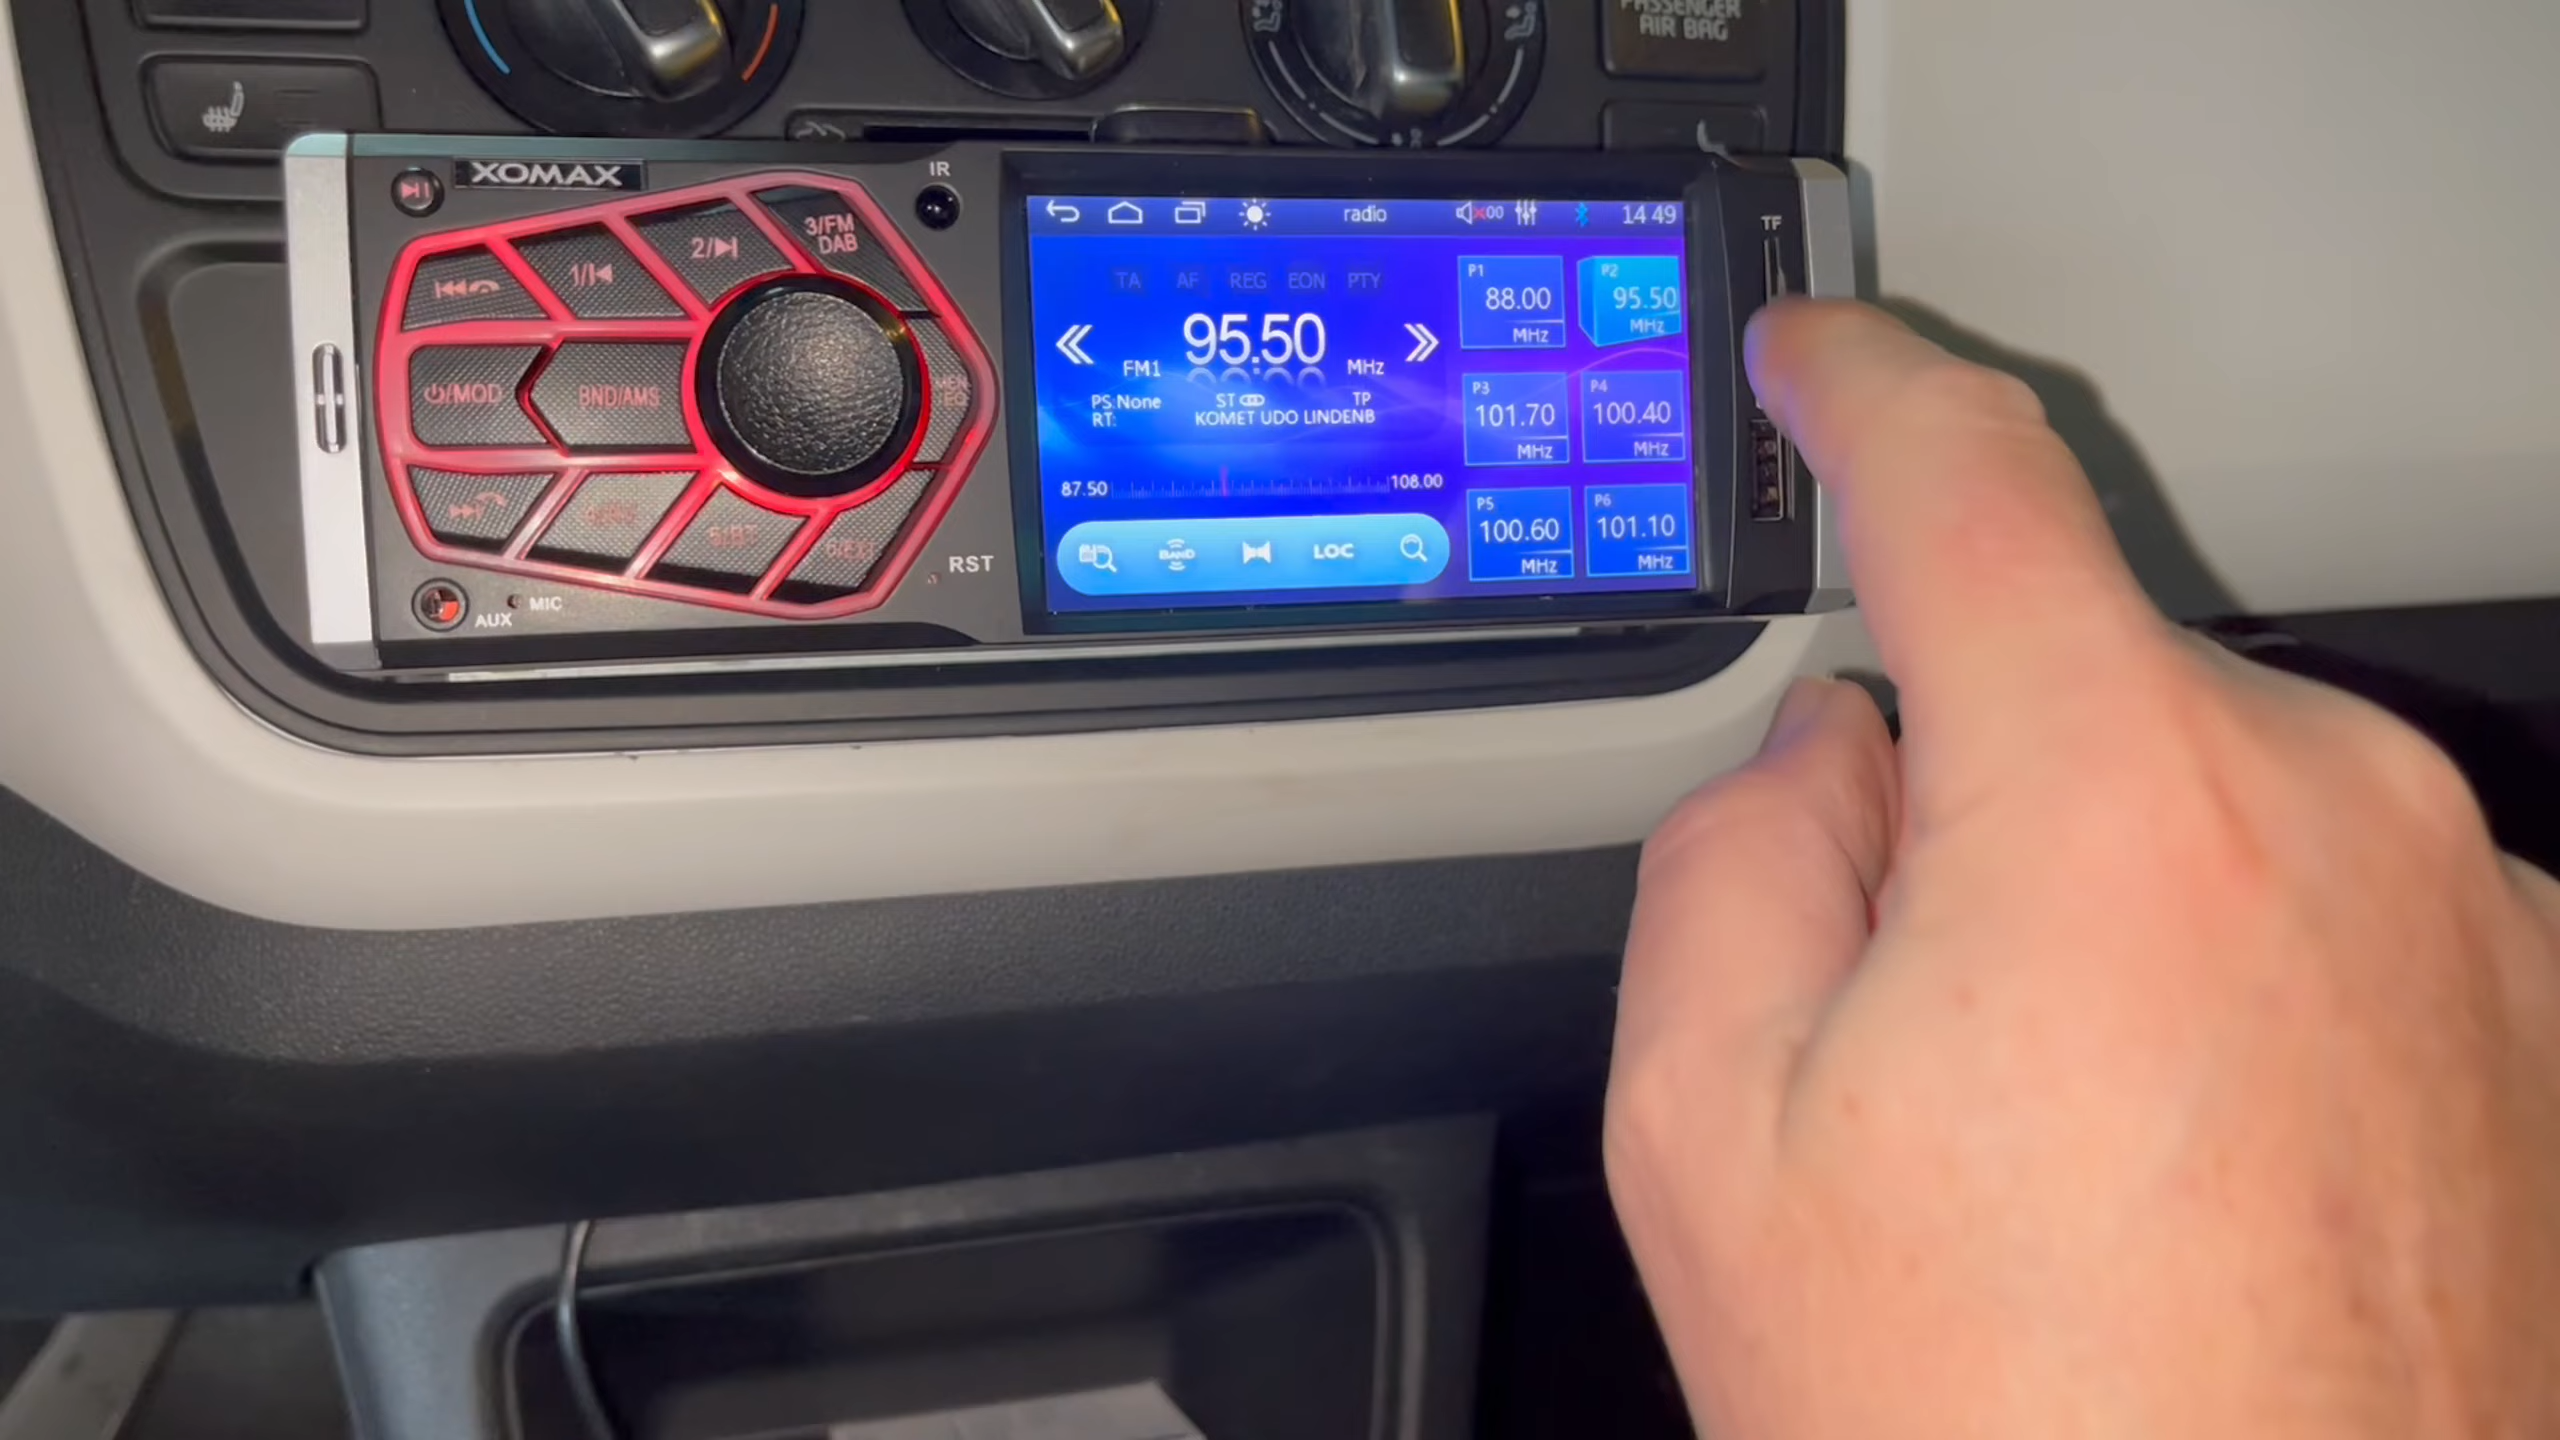 PASSENGER
AIR BAG
XOMAX
IR
3/FM
DAB
2/
1/
⏻/MOD
BND/AMS
AUX
MIC
RST
TF
radio
00
14 49
TA AF REG EON PTY
95.50
FM1 MHz
PS:None ST TP
RT: KOMET UDO LINDENB
87.50 108.00
BAND
LOC
P1
88.00
MHz
P2
95.50
MHz
P3
101.70
MHz
P4
100.40
MHz
P5
100.60
MHz
P6
101.10
MHz